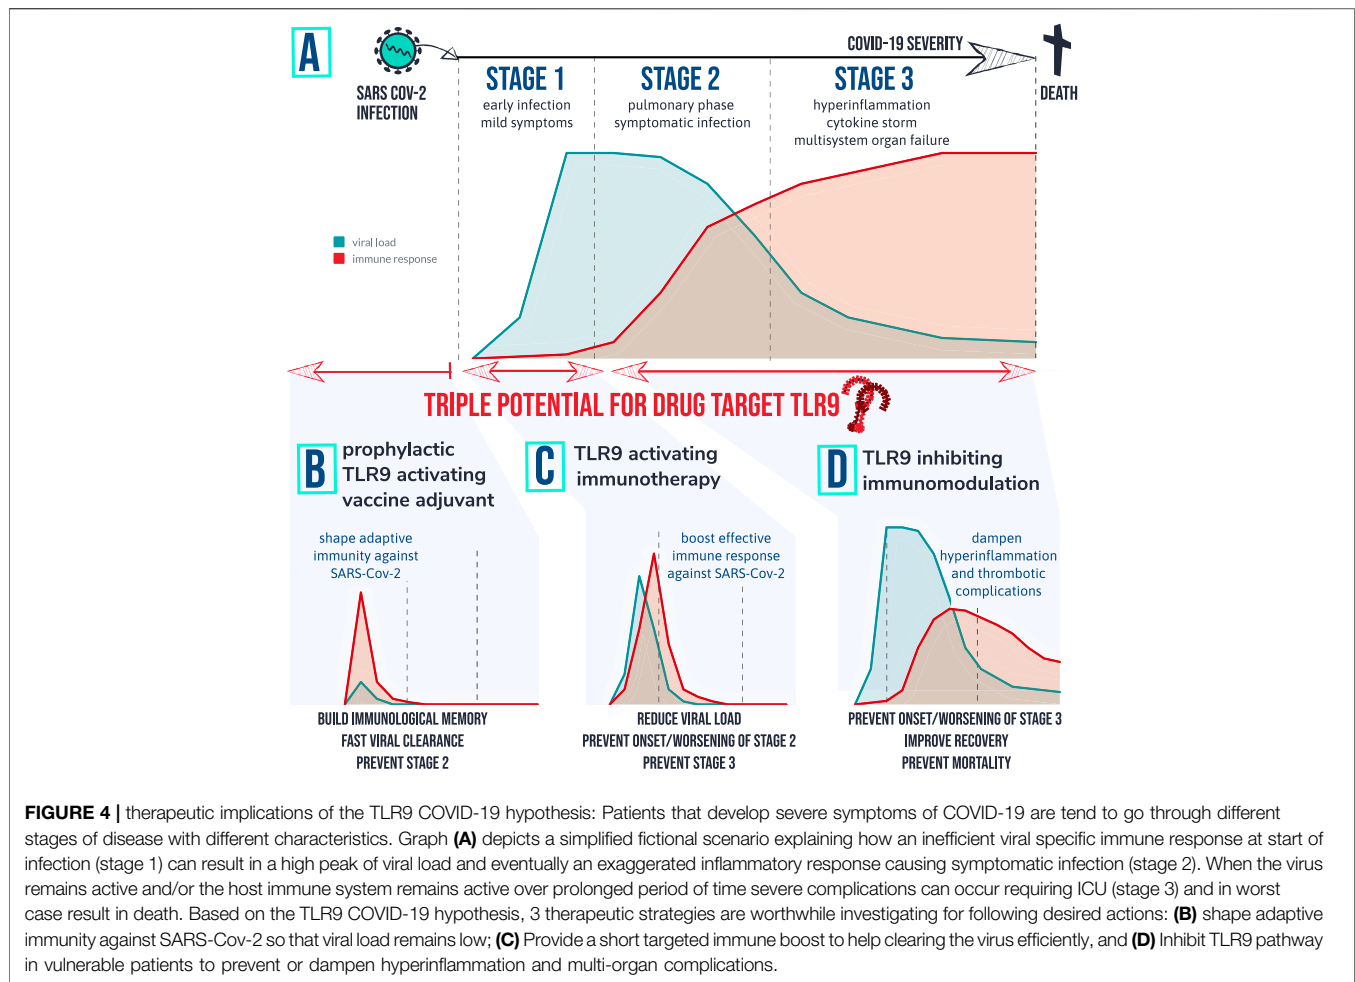 A
SARS COV-2
INFECTION
COVID-19 SEVERITY
DEATH
STAGE 1
early infection
mild symptoms
STAGE 2
pulmonary phase
symptomatic infection
STAGE 3
hyperinflammation
cytokine storm
multisystem organ failure
viral load
immune response
TRIPLE POTENTIAL FOR DRUG TARGET TLR9
B
prophylactic
TLR9 activating
vaccine adjuvant
shape adaptive
immunity against
SARS-Cov-2
BUILD IMMUNOLOGICAL MEMORY
FAST VIRAL CLEARANCE
PREVENT STAGE 2
C
TLR9 activating
immunotherapy
boost effective
immune response
against SARS-Cov-2
REDUCE VIRAL LOAD
PREVENT ONSET/WORSENING OF STAGE 2
PREVENT STAGE 3
D
TLR9 inhibiting
immunomodulation
dampen
hyperinflammation
and thrombotic
complications
PREVENT ONSET/WORSENING OF STAGE 3
IMPROVE RECOVERY
PREVENT MORTALITY
FIGURE 4 | therapeutic implications of the TLR9 COVID-19 hypothesis: Patients that develop severe symptoms of COVID-19 are tend to go through different
stages of disease with different characteristics. Graph (A) depicts a simplified fictional scenario explaining how an inefficient viral specific immune response at start of
infection (stage 1) can result in a high peak of viral load and eventually an exaggerated inflammatory response causing symptomatic infection (stage 2). When the virus
remains active and/or the host immune system remains active over prolonged period of time severe complications can occur requiring ICU (stage 3) and in worst
case result in death. Based on the TLR9 COVID-19 hypothesis, 3 therapeutic strategies are worthwhile investigating for following desired actions: (B) shape adaptive
immunity against SARS-Cov-2 so that viral load remains low; (C) Provide a short targeted immune boost to help clearing the virus efficiently, and (D) Inhibit TLR9 pathway
in vulnerable patients to prevent or dampen hyperinflammation and multi-organ complications.